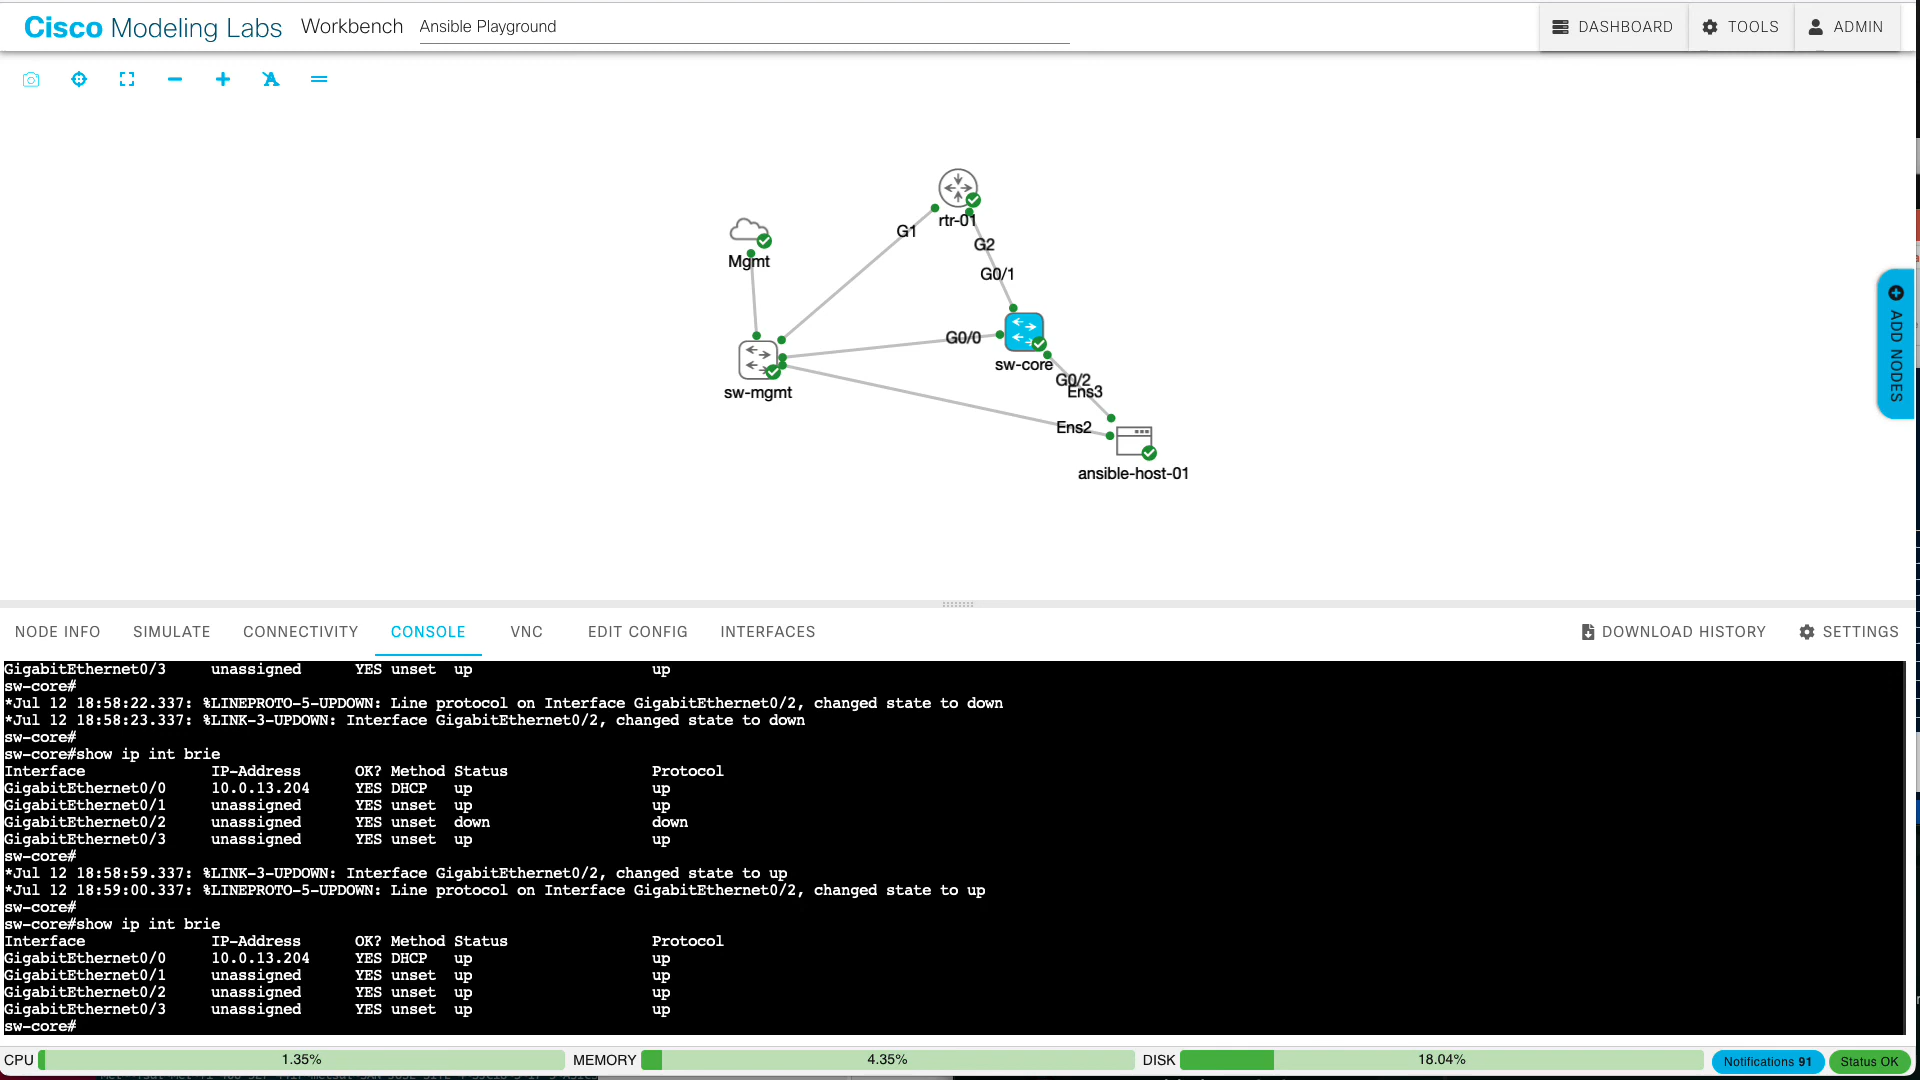 Cisco Modeling Labs Workbench Ansible Playground DASHBOARD TOOLS ADMIN
rtr-01
G1
G2
Mgmt
G0/1
G0/0
sw-core
G0/2
Ens3
sw-mgmt
Ens2
ansible-host-01
ADD NODES
NODE INFO SIMULATE CONNECTIVITY CONSOLE VNC EDIT CONFIG INTERFACES DOWNLOAD HISTORY SETTINGS
GigabitEthernet0/3 unassigned YES unset up up
sw-core#
*Jul 12 18:58:22.337: %LINEPROTO-5-UPDOWN: Line protocol on Interface GigabitEthernet0/2, changed state to down
*Jul 12 18:58:23.337: %LINK-3-UPDOWN: Interface GigabitEthernet0/2, changed state to down
sw-core#
sw-core#show ip int brie
Interface IP-Address OK? Method Status Protocol
GigabitEthernet0/0 10.0.13.204 YES DHCP up up
GigabitEthernet0/1 unassigned YES unset up up
GigabitEthernet0/2 unassigned YES unset down down
GigabitEthernet0/3 unassigned YES unset up up
sw-core#
*Jul 12 18:58:59.337: %LINK-3-UPDOWN: Interface GigabitEthernet0/2, changed state to up
*Jul 12 18:59:00.337: %LINEPROTO-5-UPDOWN: Line protocol on Interface GigabitEthernet0/2, changed state to up
sw-core#
sw-core#show ip int brie
Interface IP-Address OK? Method Status Protocol
GigabitEthernet0/0 10.0.13.204 YES DHCP up up
GigabitEthernet0/1 unassigned YES unset up up
GigabitEthernet0/2 unassigned YES unset up up
GigabitEthernet0/3 unassigned YES unset up up
sw-core#
CPU 1.35% MEMORY 4.35% DISK 18.04% Notifications 91 Status OK